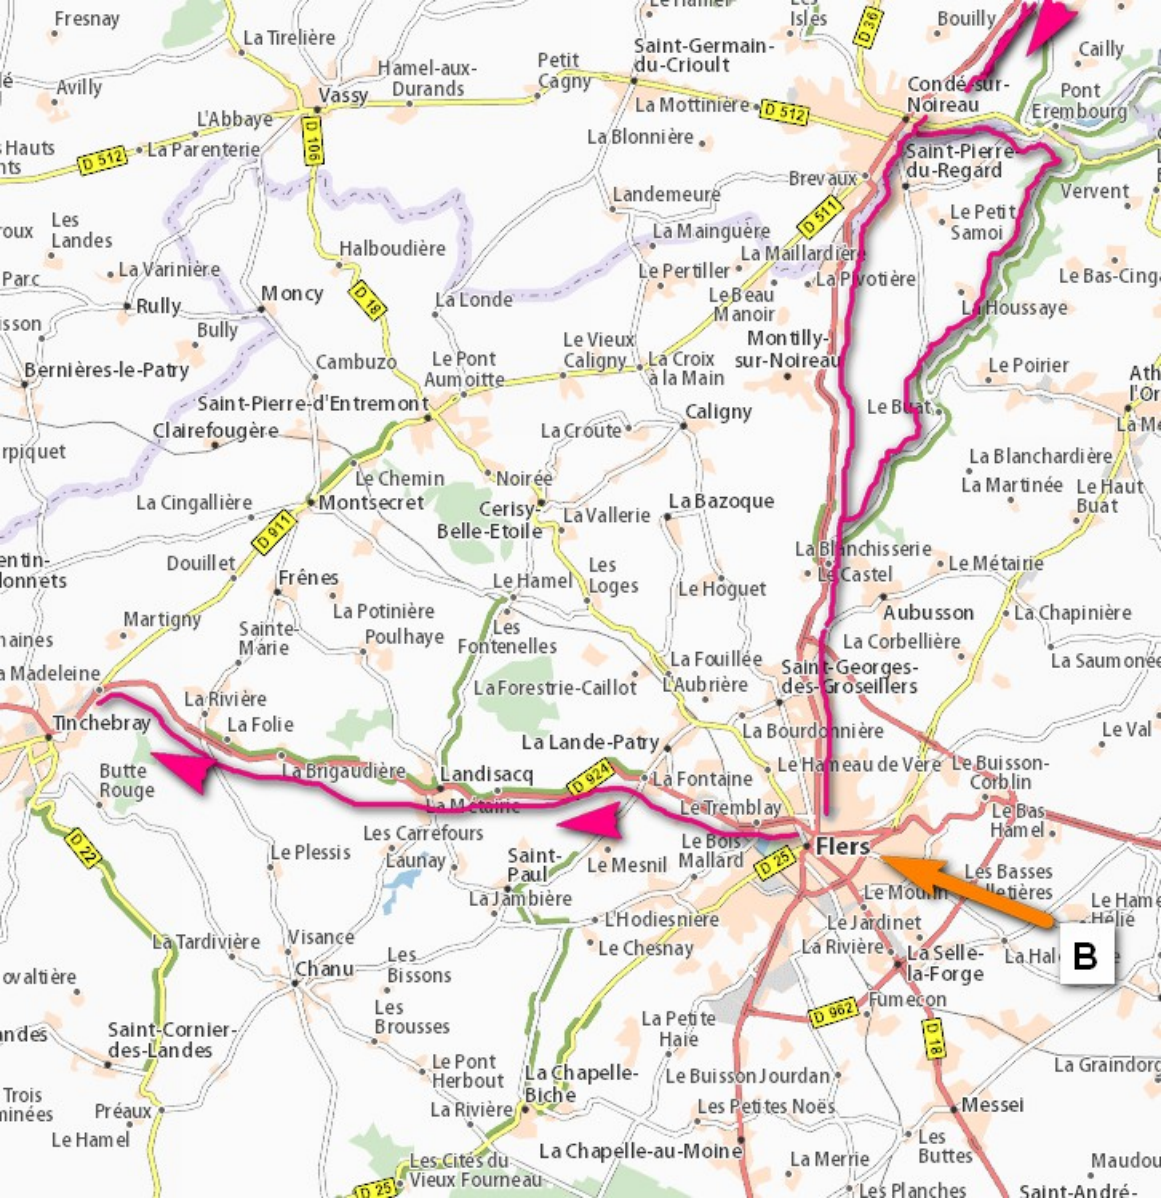 Fresnay
La Tirelière
Isles
D 36
Bouilly
Cailly
Saint-Germain-
du-Crioult
Petit
Cagny
Hamel-aux-
Durands
Avilly
Vassy
Condé-sur-
Noireau
Pont
Erembourg
La Mottinière
D 512
L'Abbaye
D 106
La Blonnière
Hauts
La Parenterie
D 512
Saint-Pierre-
du-Regard
Brevaux
Vervent
Landemeure
D 511
Le Petit
Samoi
Les
Landes
La Mainguère
Halboudière
La Maillardière
La Varinière
Le Pertiller
La Pivotière
Le Bas-Cing
Parc
D 18
Moncy
La Londe
Rully
Le Beau
Manoir
La Houssaye
Bully
Le Vieux
Caligny
Montilly-
sur-Noireau
Cambuzo
Le Pont
Aumoitte
La Croix
à la Main
Bernières-le-Patry
Le Poirier
Ath
l'Or
Saint-Pierre-d'Entremont
Le Buat
Caligny
Clairefougère
La Croute
La Blanchardière
Le Chemin
Noirée
La Martinée
Le Haut
Buat
La Cingallière
Montsecret
Cerisy-
Belle-Etoile
La Vallerie
La Bazoque
D 911
La Blanchisserie
Douillet
Le Castel
Le Métairie
Frênes
Le Hamel
Les
Loges
Le Hoguet
Aubusson
La Chapinière
Martigny
La Potinière
Sainte-
Marie
Poulhaye
Les
Fontenelles
La Corbellière
La Fouillée
Saint-Georges-
des-Groseillers
La Saumonée
La Madeleine
La Forestrie-Caillot
L'Aubrière
La Rivière
Tinchebray
La Folie
La Bourdonnière
Le Val
La Lande-Patry
Butte
Rouge
La Brigaudière
Landisacq
D 924
La Fontaine
Le Hameau de Vère
Le Buisson-
Corblin
La Métairie
Le Tremblay
Le Bas
Hamel
D 22
Les Carrefours
Le Bois
Mallard
Flers
Le Plessis
Launay
Saint-
Paul
Le Mesnil
D 25
Les Basses
La Jambière
Le Moulin
Le Hame
Hélié
L'Hodiesnière
Le Jardinet
La Tardivière
Visance
Le Chesnay
La Rivière
La Selle-
la-Forge
B
Chanu
Les
Bissons
ovaltière
D 962
Fumecon
Les
Brousses
La Petite
Haie
D 18
Saint-Cornier-
des-Landes
Le Pont
Herbout
La Chapelle-
Biche
Le Buisson Jourdan
Trois
Préaux
La Rivière
Les Petites Noës
Messei
Le Hamel
La Chapelle-au-Moine
Les
Buttes
Les Cités du
Vieux Fourneau
La Merrie
D 25
Les Planches
Saint-André-